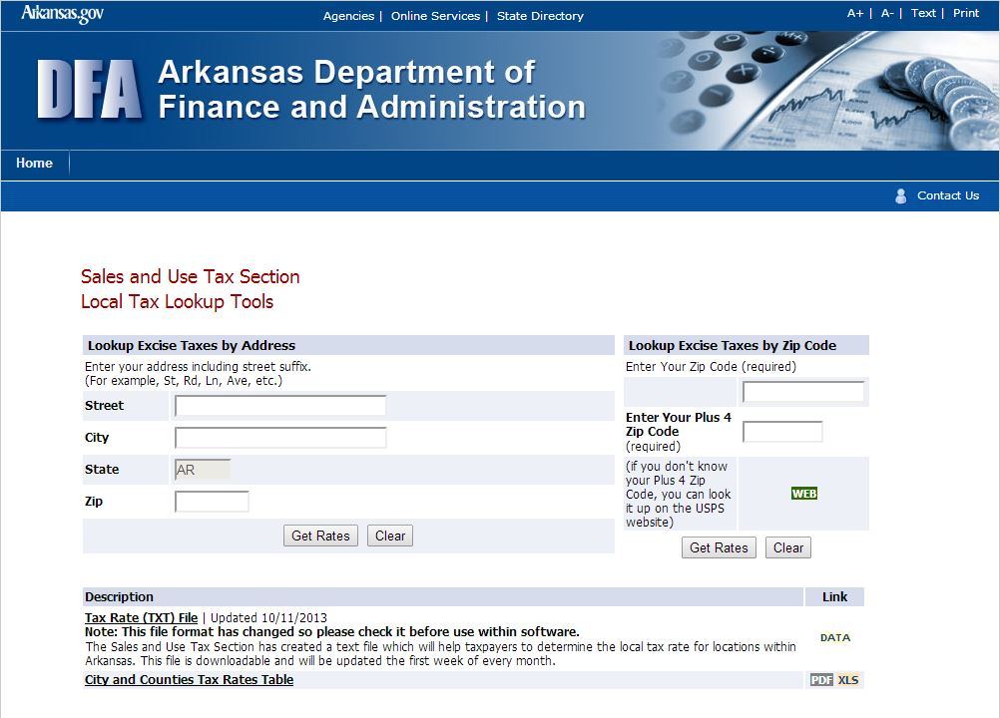 Arkansas.gov
Agencies | Online Services | State Directory
A+ | A- | Text | Print
DFA
Arkansas Department of
Finance and Administration
Home
Contact Us
Sales and Use Tax Section
Local Tax Lookup Tools
Lookup Excise Taxes by Address
Enter your address including street suffix.
(For example, St, Rd, Ln, Ave, etc.)
Street
City
State AR
Zip
Get Rates Clear
Lookup Excise Taxes by Zip Code
Enter Your Zip Code (required)
Enter Your Plus 4
Zip Code
(required)
(if you don't know
your Plus 4 Zip
Code, you can look
it up on the USPS
website)
WEB
Get Rates Clear
Description Link
Tax Rate (TXT) File | Updated 10/11/2013
Note: This file format has changed so please check it before use within software.
The Sales and Use Tax Section has created a text file which will help taxpayers to determine the local tax rate for locations within
Arkansas. This file is downloadable and will be updated the first week of every month.
DATA
City and Counties Tax Rates Table PDF XLS